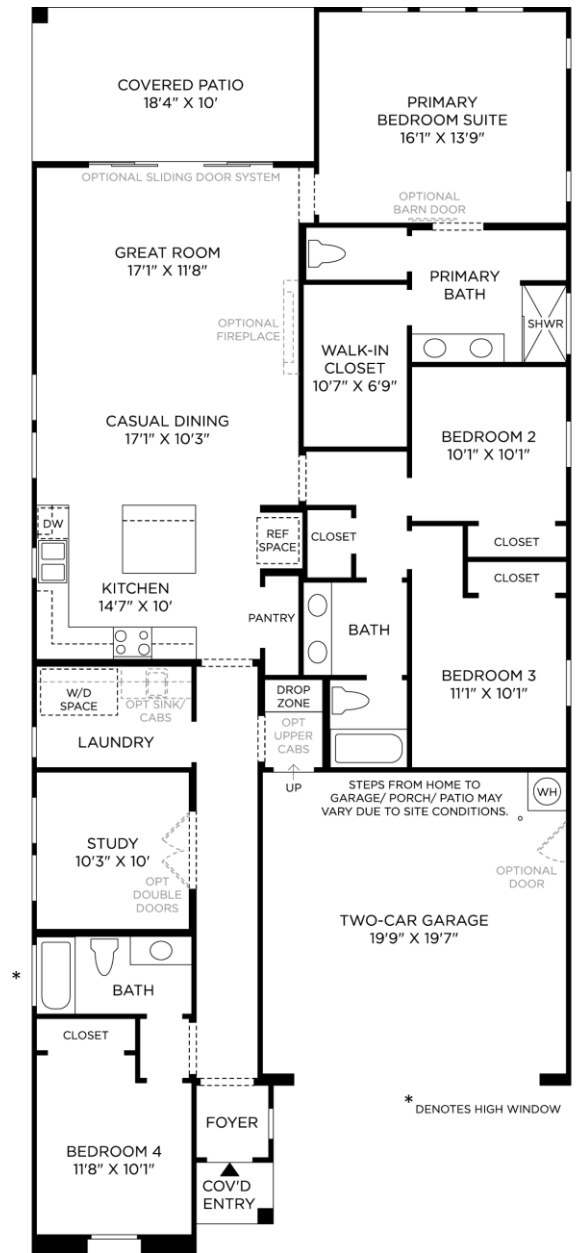 COVERED PATIO
18'4" X 10'
PRIMARY
BEDROOM SUITE
16'1" X 13'9"
OPTIONAL SLIDING DOOR SYSTEM
OPTIONAL
BARN DOOR
GREAT ROOM
17'1" X 11'8"
PRIMARY
BATH
SHWR
OPTIONAL
FIREPLACE
WALK-IN
CLOSET
10'7" X 6'9"
CASUAL DINING
17'1" X 10'3"
BEDROOM 2
10'1" X 10'1"
DW
REF
SPACE
CLOSET
CLOSET
CLOSET
KITCHEN
14'7" X 10'
PANTRY
BATH
BEDROOM 3
11'1" X 10'1"
W/D
SPACE
OPT SINK/
CABS
LAUNDRY
DROP
ZONE
OPT
UPPER
CABS
UP
STEPS FROM HOME TO
GARAGE/ PORCH/ PATIO MAY
VARY DUE TO SITE CONDITIONS.
WH
STUDY
10'3" X 10'
OPT
DOUBLE
DOORS
OPTIONAL
DOOR
TWO-CAR GARAGE
19'9" X 19'7"
*
BATH
CLOSET
FOYER
* DENOTES HIGH WINDOW
BEDROOM 4
11'8" X 10'1"
COV'D
ENTRY